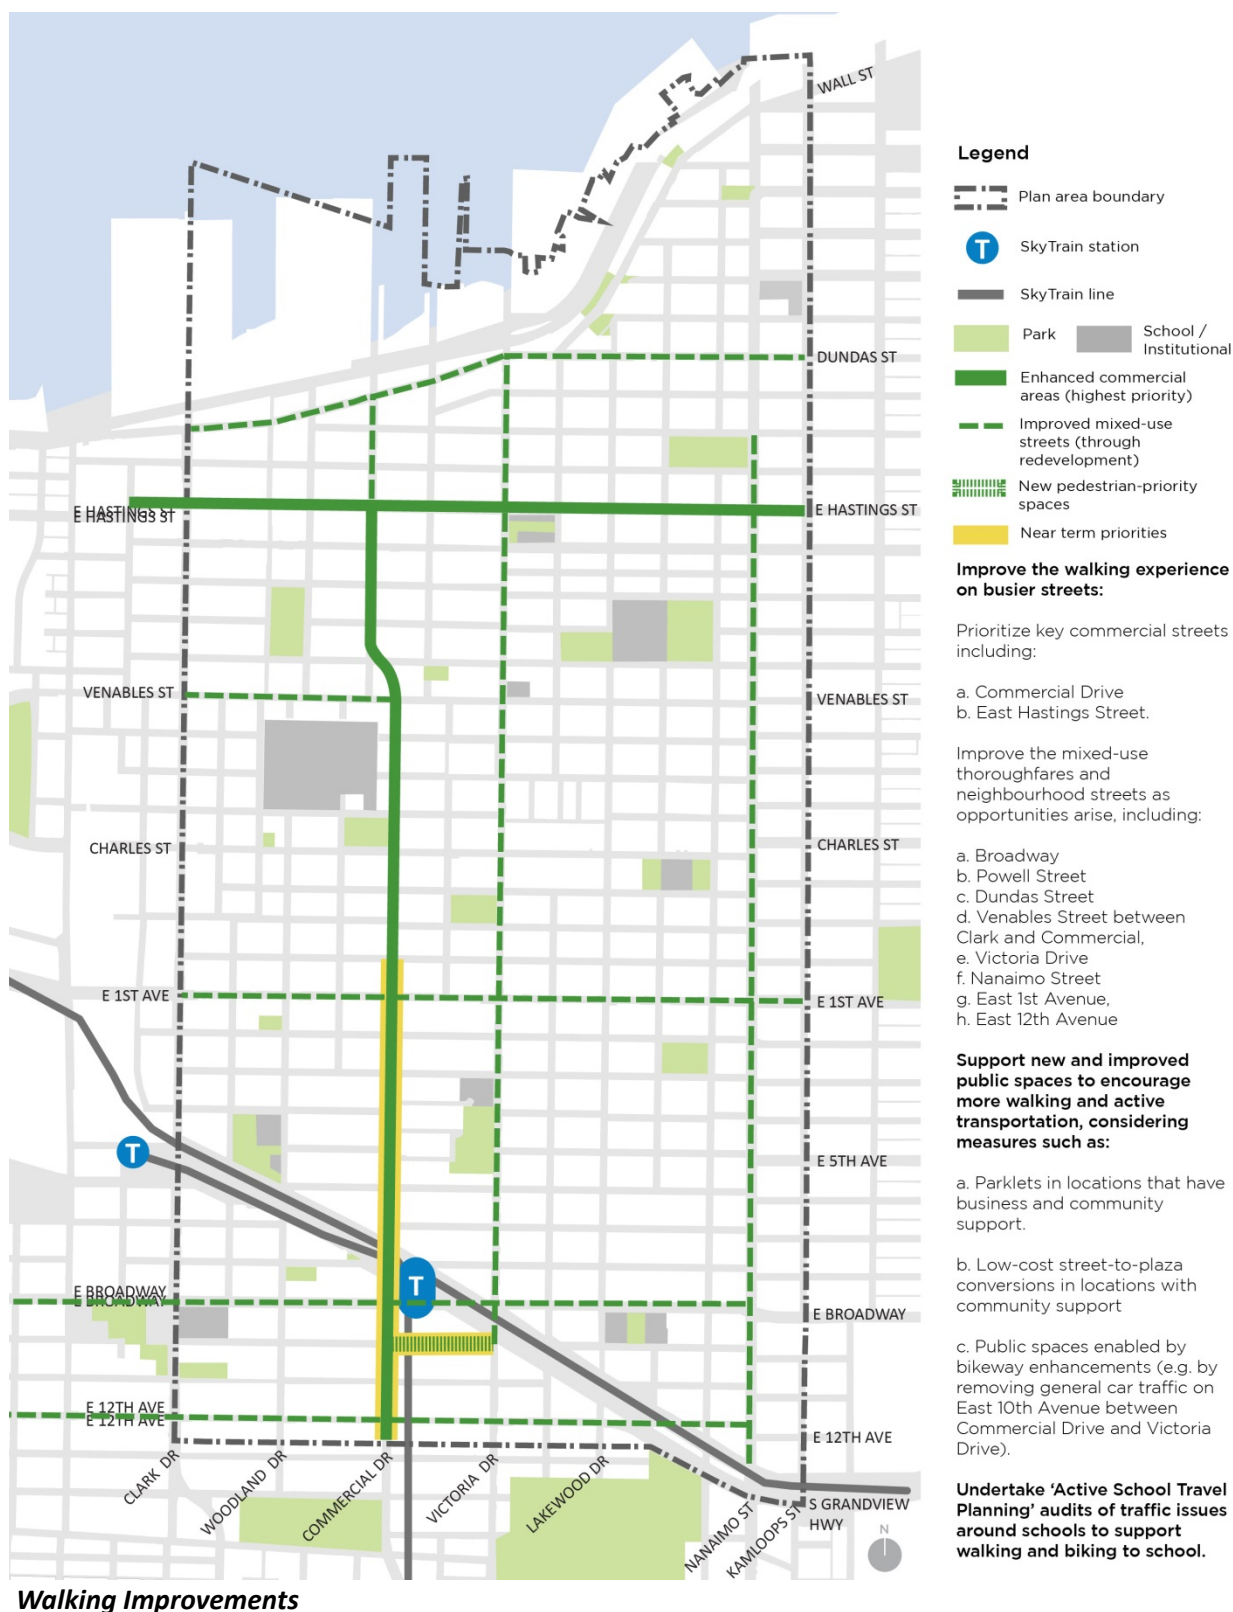 WALL ST
DUNDAS ST
E HASTINGS ST
E HASTINGS ST
E HASTINGS ST
VENABLES ST
VENABLES ST
CHARLES ST
CHARLES ST
E 1ST AVE
E 1ST AVE
T
E 5TH AVE
T
E BROADWAY
E BROADWAY
E BROADWAY
E 12TH AVE
E 12TH AVE
E 12TH AVE
CLARK DR
WOODLAND DR
COMMERCIAL DR
VICTORIA DR
LAKEWOOD DR
NANAIMO ST
KAMLOOPS ST
S GRANDVIEW
HWY
N
Legend
Plan area boundary
T
SkyTrain station
SkyTrain line
Park
School /
Institutional
Enhanced commercial
areas (highest priority)
Improved mixed-use
streets (through
redevelopment)
New pedestrian-priority
spaces
Near term priorities
Improve the walking experience
on busier streets:
Prioritize key commercial streets
including:
a. Commercial Drive
b. East Hastings Street.
Improve the mixed-use
thoroughfares and
neighbourhood streets as
opportunities arise, including:
a. Broadway
b. Powell Street
c. Dundas Street
d. Venables Street between
Clark and Commercial,
e. Victoria Drive
f. Nanaimo Street
g. East 1st Avenue,
h. East 12th Avenue
Support new and improved
public spaces to encourage
more walking and active
transportation, considering
measures such as:
a. Parklets in locations that have
business and community
support.
b. Low-cost street-to-plaza
conversions in locations with
community support
c. Public spaces enabled by
bikeway enhancements (e.g. by
removing general car traffic on
East 10th Avenue between
Commercial Drive and Victoria
Drive).
Undertake ‘Active School Travel
Planning’ audits of traffic issues
around schools to support
walking and biking to school.
Walking Improvements